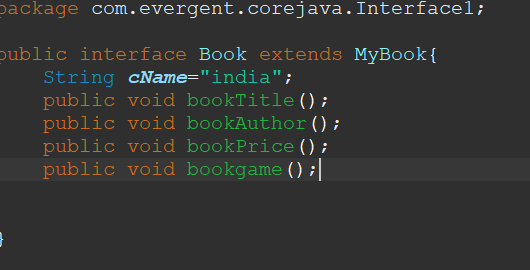 package com.evergent.corejava.Interface1;
public interface Book extends MyBook{
String cName="india";
public void bookTitle();
public void bookAuthor();
public void bookPrice();
public void bookgame();
}